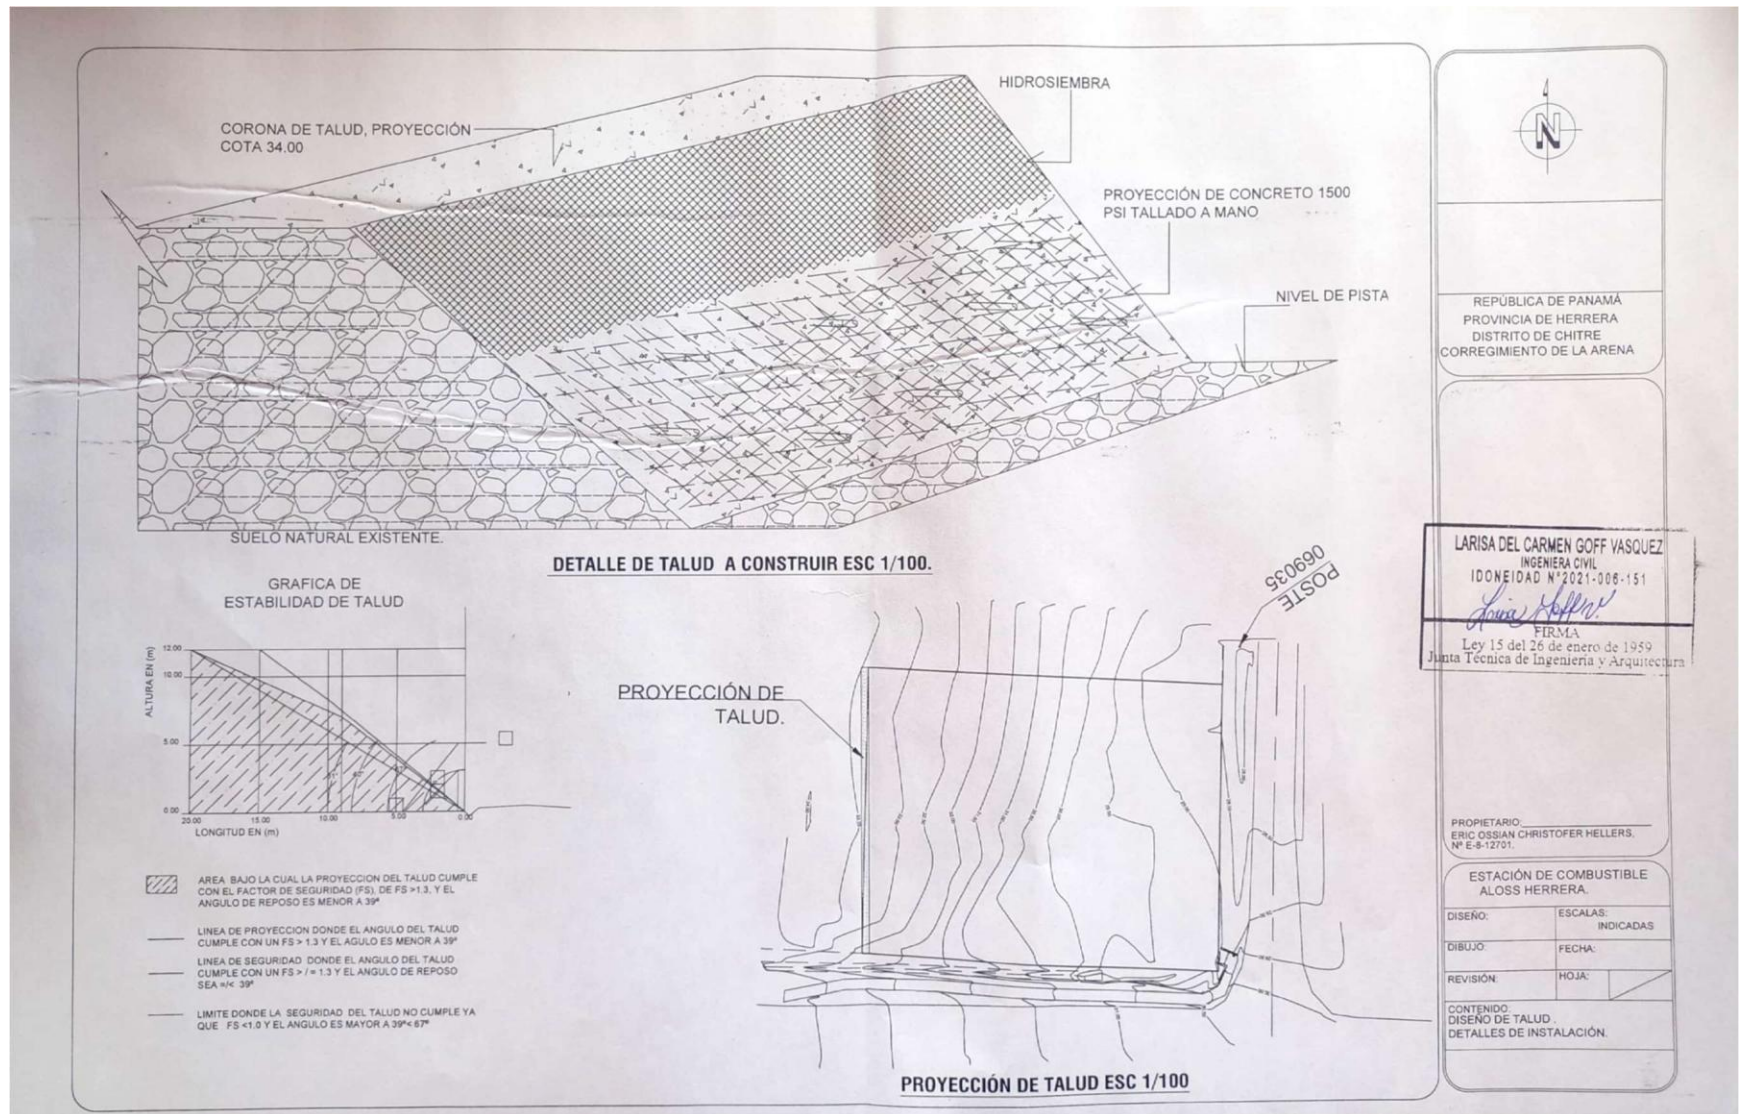 HIDROSIEMBRA
CORONA DE TALUD, PROYECCIÓN
COTA 34.00
PROYECCIÓN DE CONCRETO 1500
PSI TALLADO A MANO
NIVEL DE PISTA
SUELO NATURAL EXISTENTE.
DETALLE DE TALUD A CONSTRUIR ESC 1/100.
GRAFICA DE
ESTABILIDAD DE TALUD
ALTURA EN (m)
12.00
10.00
5.00
0.00
20.00
15.00
10.00
5.00
0.00
LONGITUD EN (m)
AREA BAJO LA CUAL LA PROYECCION DEL TALUD CUMPLE
CON EL FACTOR DE SEGURIDAD (FS), DE FS >1.3, Y EL
ANGULO DE REPOSO ES MENOR A 39º
LINEA DE PROYECCION DONDE EL ANGULO DEL TALUD
CUMPLE CON UN FS > 1.3 Y EL AGULO ES MENOR A 39º
LINEA DE SEGURIDAD DONDE EL ANGULO DEL TALUD
CUMPLE CON UN FS > / = 1.3 Y EL ANGULO DE REPOSO
SEA =/< 39º
LIMITE DONDE LA SEGURIDAD DEL TALUD NO CUMPLE YA
QUE FS <1.0 Y EL ANGULO ES MAYOR A 39º< 67º
POSTE
069035
PROYECCIÓN DE
TALUD.
PROYECCIÓN DE TALUD ESC 1/100
N
REPÚBLICA DE PANAMÁ
PROVINCIA DE HERRERA
DISTRITO DE CHITRE
CORREGIMIENTO DE LA ARENA
LARISA DEL CARMEN GOFF VASQUEZ
INGENIERA CIVIL
IDONEIDAD Nº2021-006-151
FIRMA
Ley 15 del 26 de enero de 1959
Junta Técnica de Ingeniería y Arquitectura
PROPIETARIO:
ERIC OSSIAN CHRISTOFER HELLERS.
Nº E-8-12701.
ESTACIÓN DE COMBUSTIBLE
ALOSS HERRERA.
DISEÑO:
ESCALAS:
INDICADAS
DIBUJO:
FECHA:
REVISIÓN:
HOJA:
CONTENIDO:
DISEÑO DE TALUD.
DETALLES DE INSTALACIÓN.